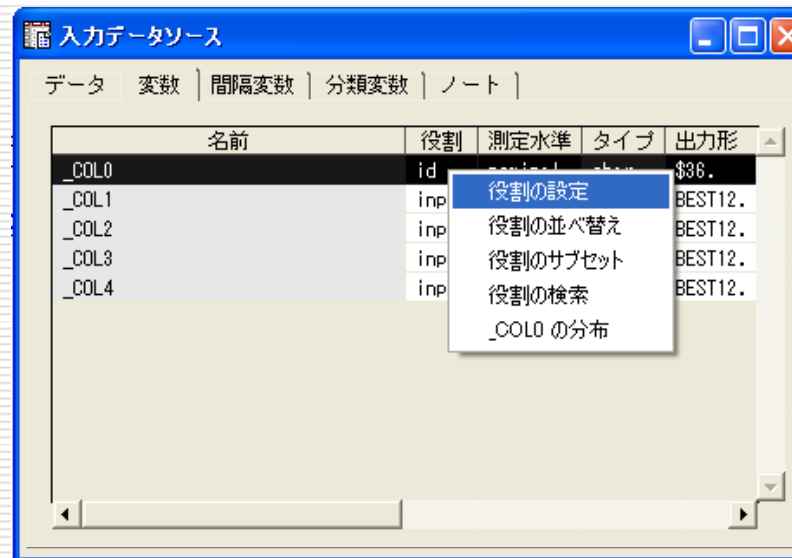 入力データソース
データ 変数 間隔変数 分類変数 ノート
名前 役割 測定水準 タイプ 出力形
_COL0 id $36.
_COL1 inp BEST12.
_COL2 inp BEST12.
_COL3 inp BEST12.
_COL4 inp BEST12.
役割の設定
役割の並べ替え
役割のサブセット
役割の検索
_COL0 の分布